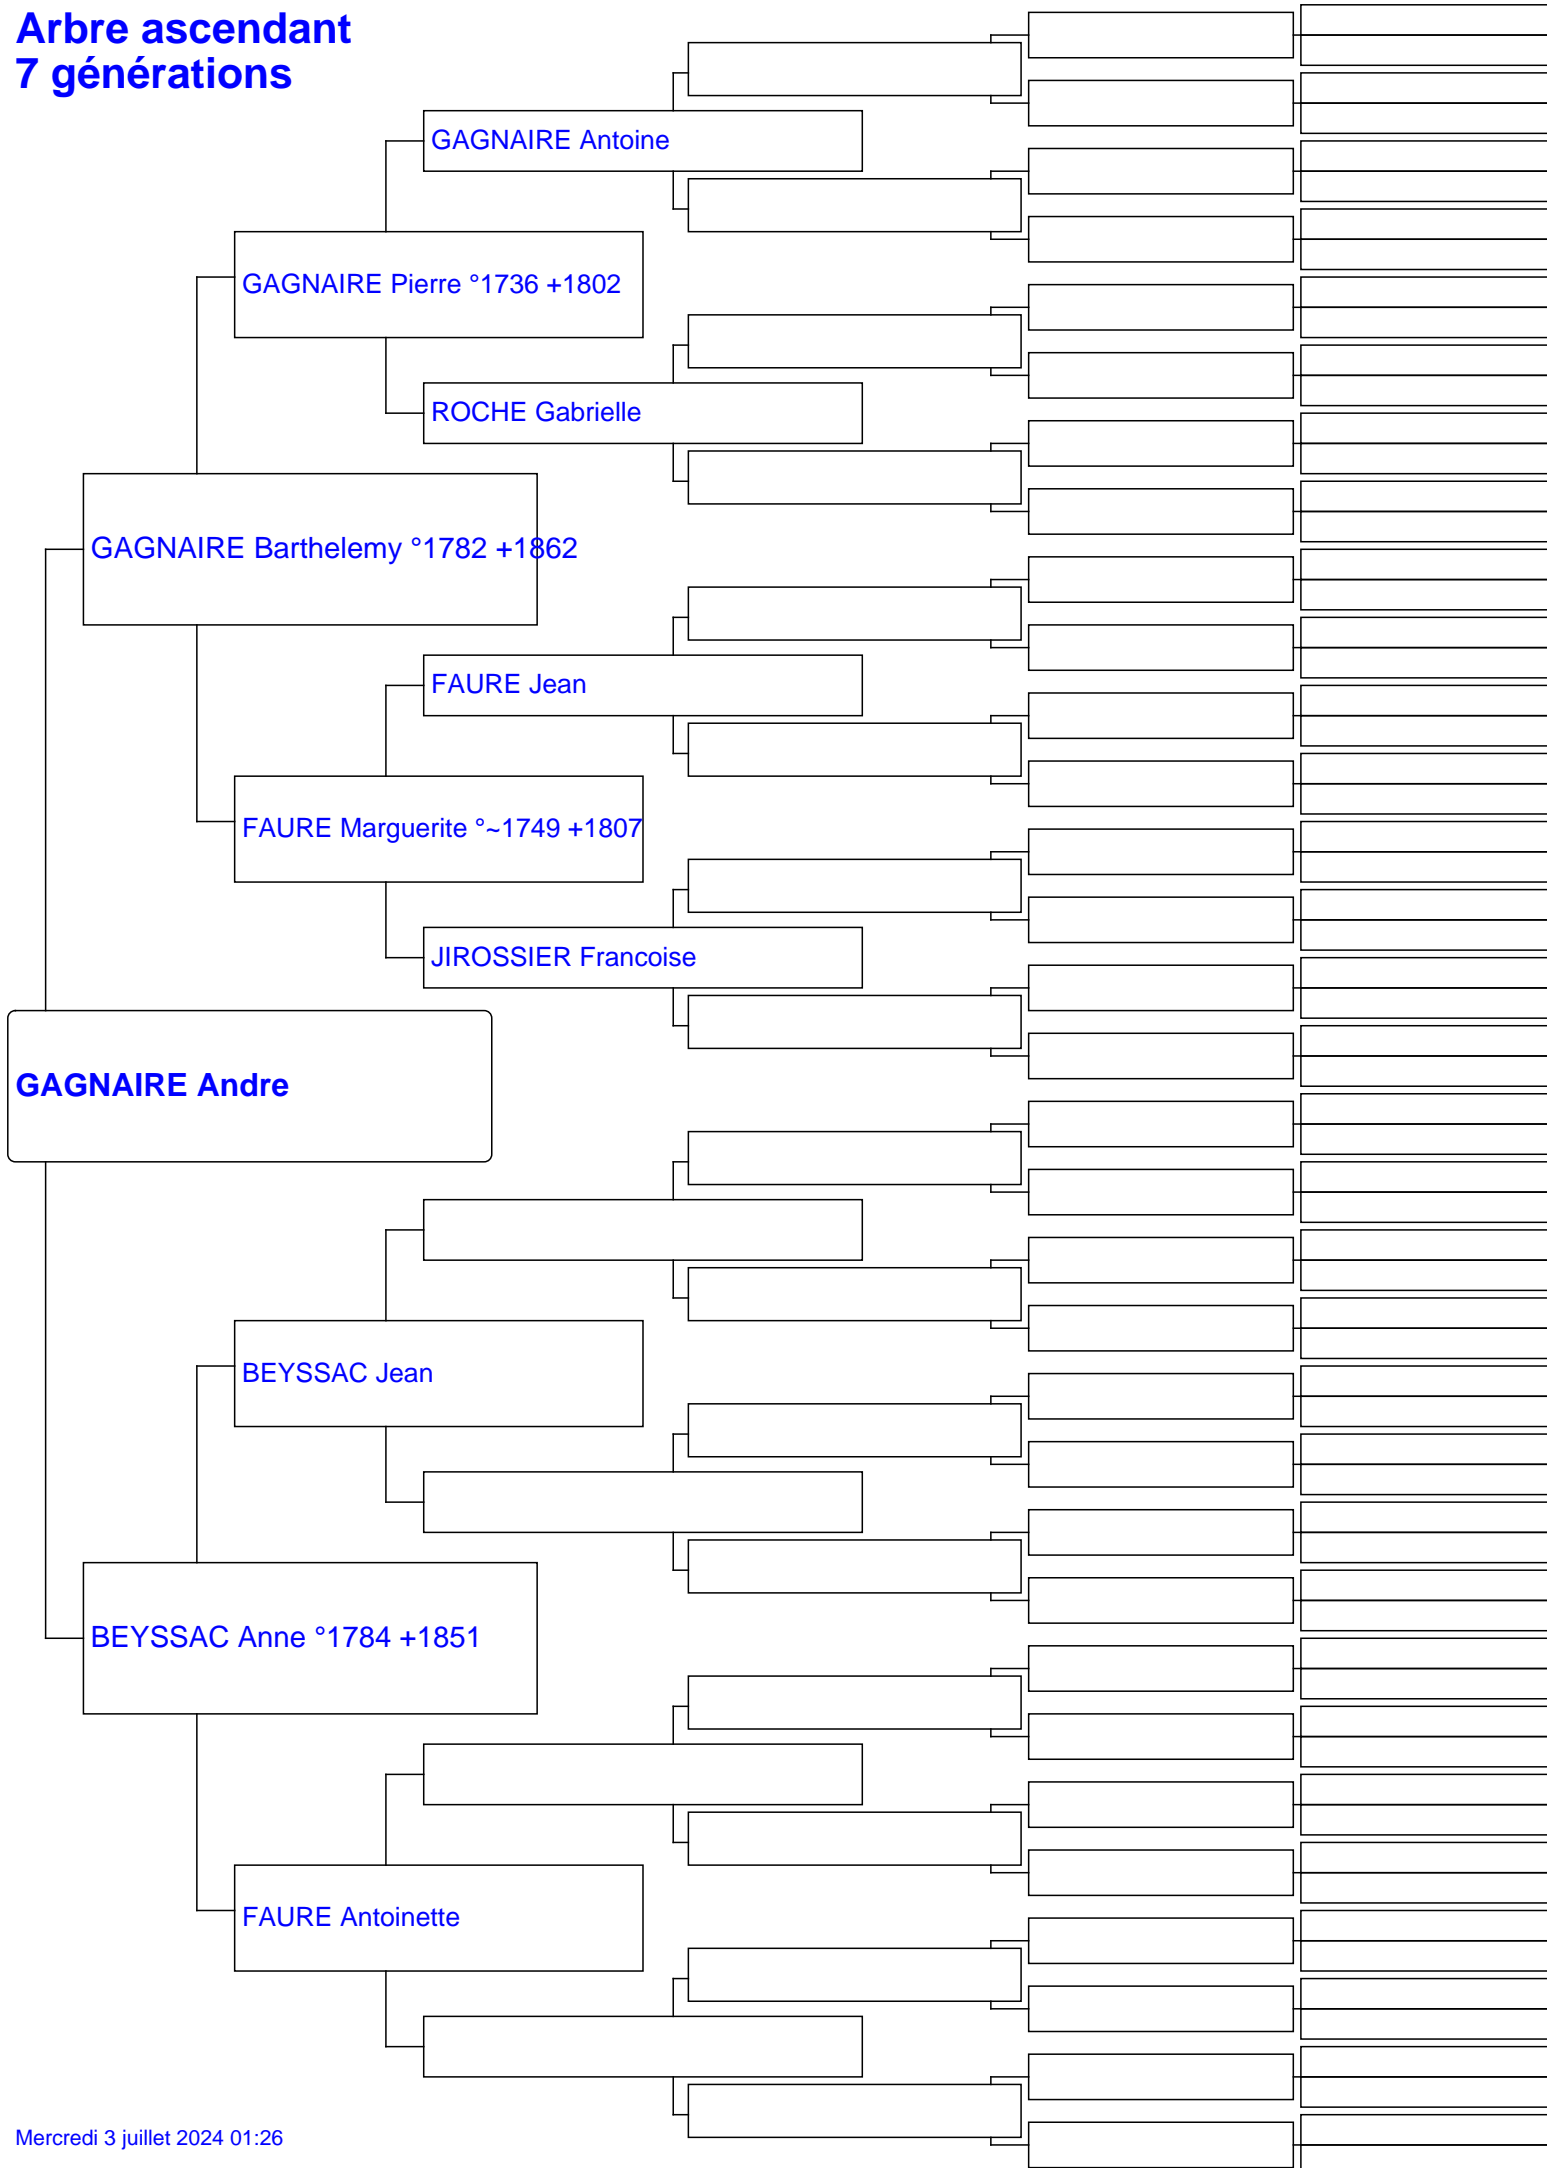 Arbre ascendant
7 générations
GAGNAIRE Antoine
GAGNAIRE Pierre °1736 +1802
ROCHE Gabrielle
GAGNAIRE Barthelemy °1782 +1862
FAURE Jean
FAURE Marguerite °~1749 +1807
JIROSSIER Francoise
GAGNAIRE Andre
BEYSSAC Jean
BEYSSAC Anne °1784 +1851
FAURE Antoinette
Mercredi 3 juillet 2024 01:26